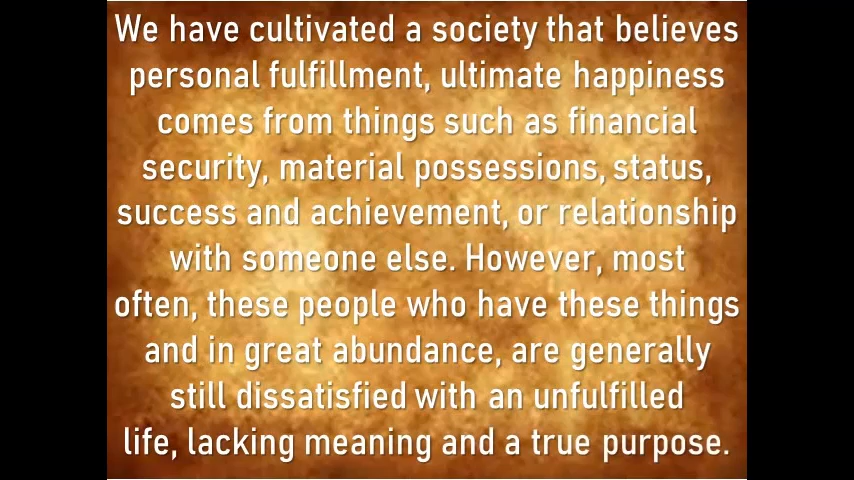 We have cultivated a society that believes
personal fulfillment, ultimate happiness
comes from things such as financial
security, material possessions, status,
success and achievement, or relationship
with someone else. However, most
often, these people who have these things
and in great abundance, are generally
still dissatisfied with an unfulfilled
life, lacking meaning and a true purpose.